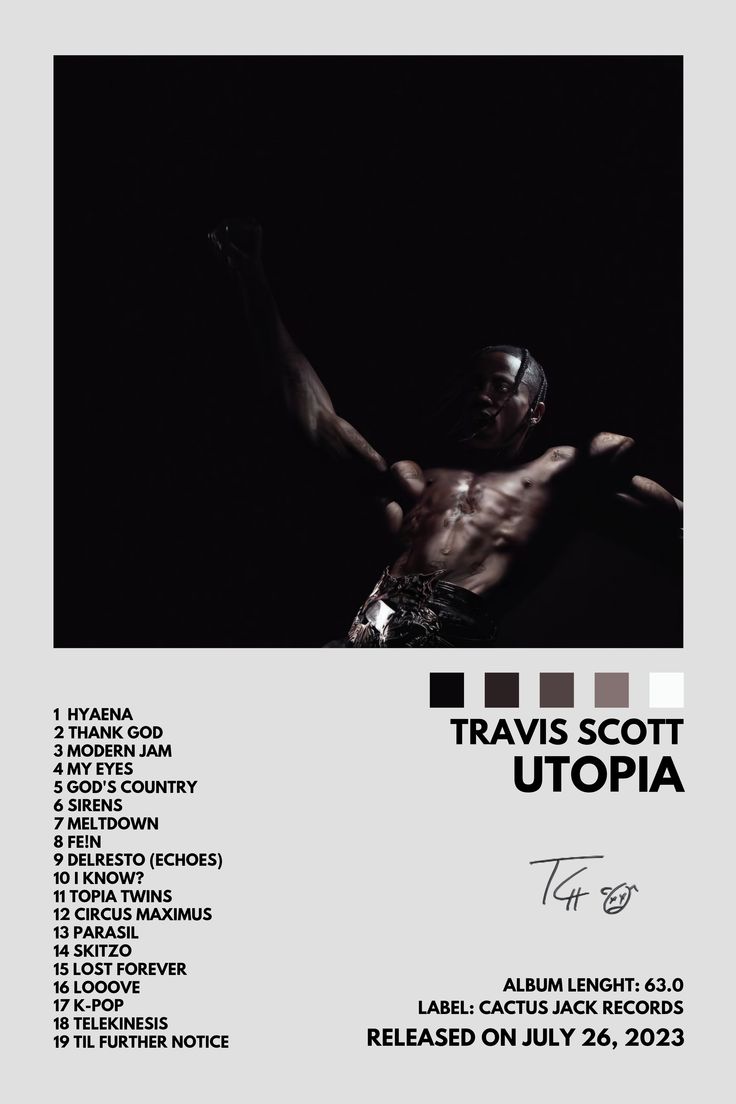 1 HYAENA
2 THANK GOD
3 MODERN JAM
4 MY EYES
5 GOD'S COUNTRY
6 SIRENS
7 MELTDOWN
8 FE!N
9 DELRESTO (ECHOES)
10 I KNOW?
11 TOPIA TWINS
12 CIRCUS MAXIMUS
13 PARASIL
14 SKITZO
15 LOST FOREVER
16 LOOOVE
17 K-POP
18 TELEKINESIS
19 TIL FURTHER NOTICE
TRAVIS SCOTT
UTOPIA
ALBUM LENGHT: 63.0
LABEL: CACTUS JACK RECORDS
RELEASED ON JULY 26, 2023